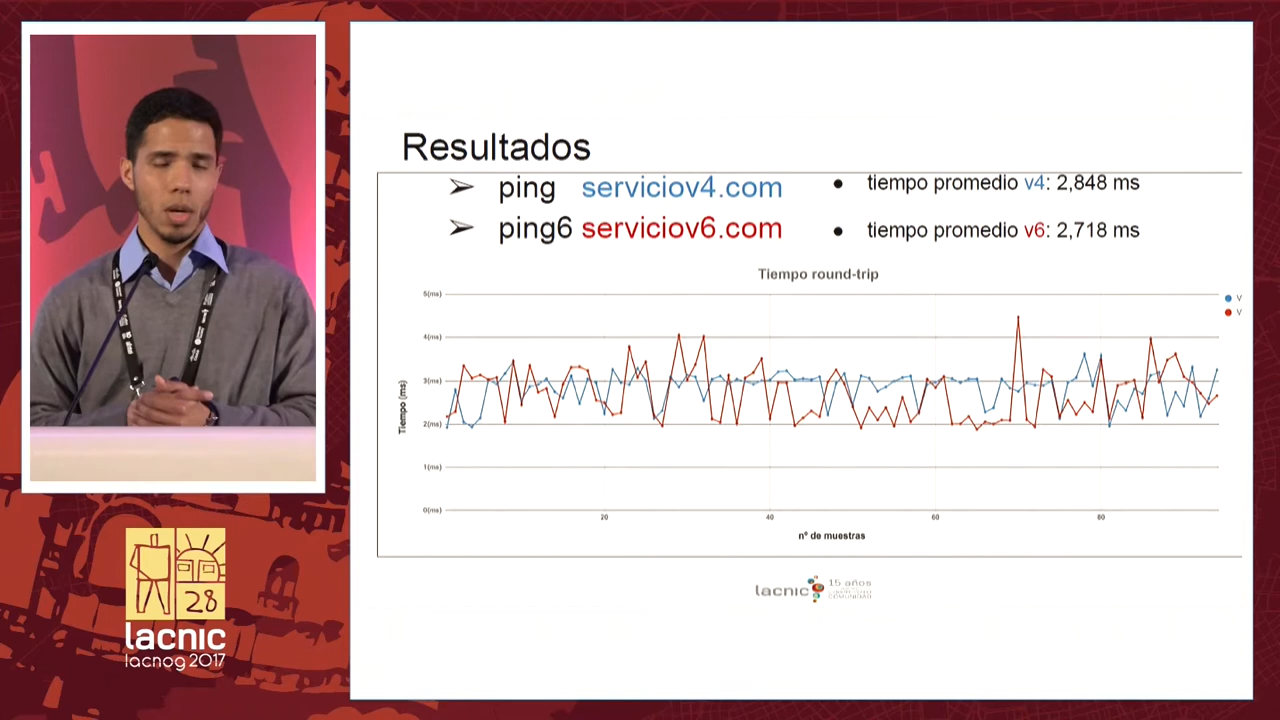 Resultados
➢ ping serviciov4.com
➢ ping6 serviciov6.com
● tiempo promedio v4: 2,848 ms
● tiempo promedio v6: 2,718 ms
Tiempo round-trip
5(ms)
4(ms)
3(ms)
2(ms)
1(ms)
0(ms)
Tiempo (ms)
V
V
20 40 60 80
nº de muestras
lacnic 15 años
28
lacnic
lacnog 2017